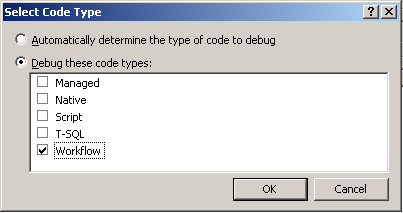 Select Code Type
Automatically determine the type of code to debug
Debug these code types:
Managed
Native
Script
T-SQL
Workflow
OK Cancel